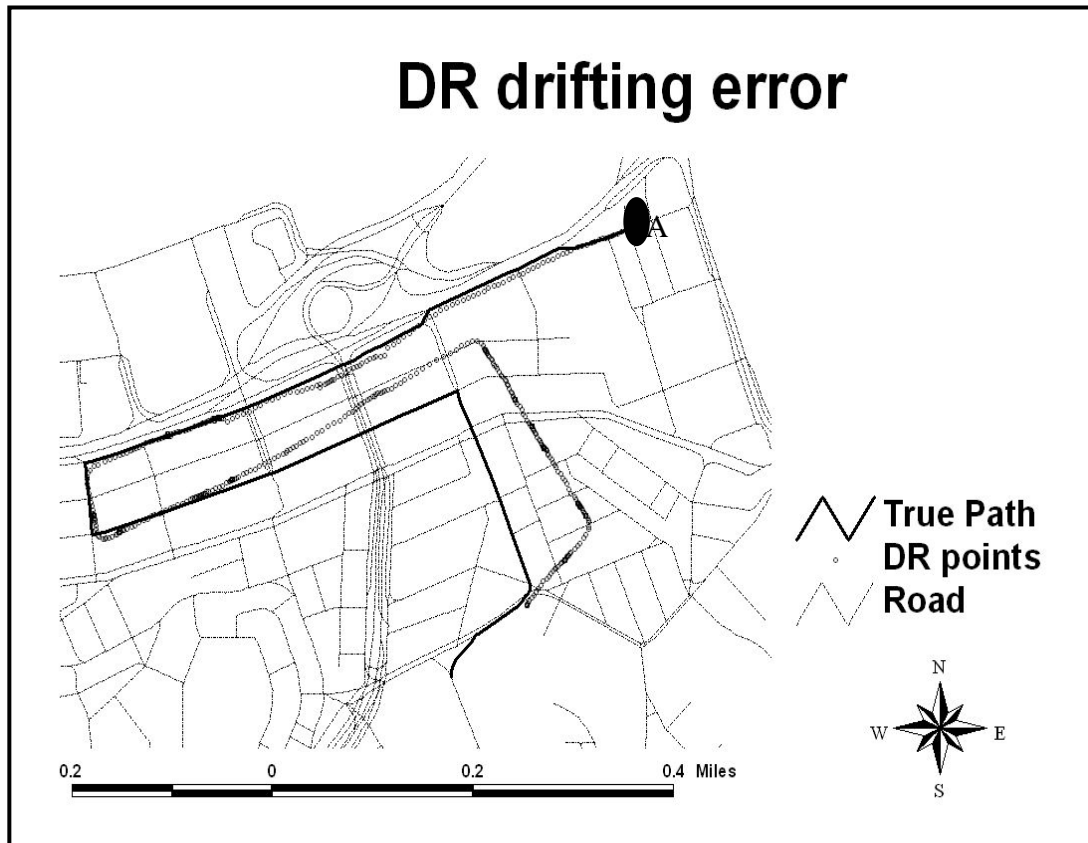 DR drifting error
A
True Path
DR points
Road
N
W E
S
0.2 0 0.2 0.4 Miles